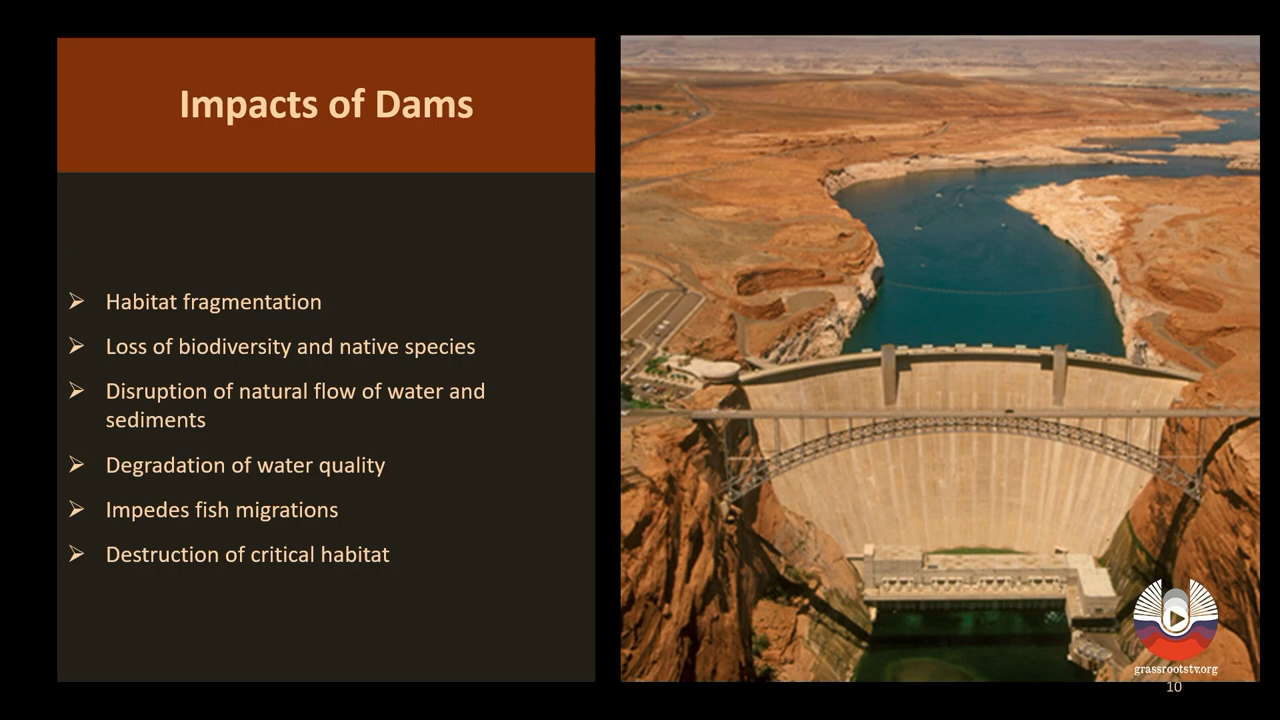 Impacts of Dams
➢ Habitat fragmentation
➢ Loss of biodiversity and native species
➢ Disruption of natural flow of water and
sediments
➢ Degradation of water quality
➢ Impedes fish migrations
➢ Destruction of critical habitat
grassrootstv.org
10